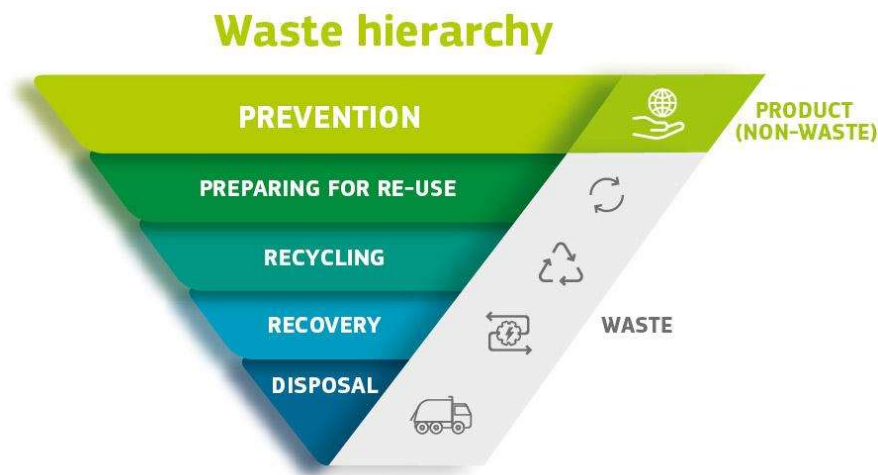 Waste hierarchy
PREVENTION
PRODUCT
(NON-WASTE)
PREPARING FOR RE-USE
RECYCLING
RECOVERY
WASTE
DISPOSAL